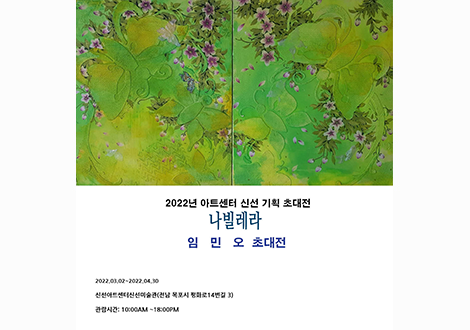 2022년 아트센터 신선 기획 초대전
나빌레라
임 민 오 초대전
2022.03.02~2022.04.30
신선아트센터신선미술관(전남 목포시 평화로14번길 3)
관람시간: 10:00AM ~18:00PM